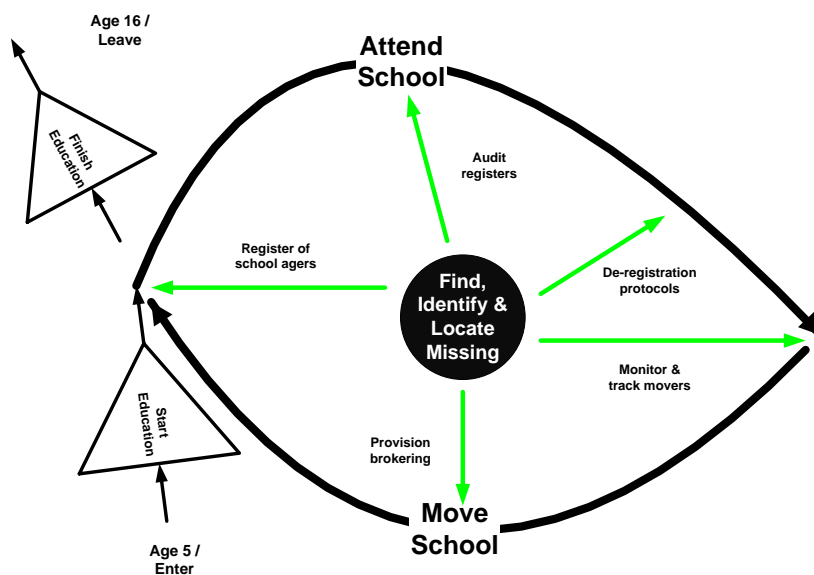 Age 16 /
Leave
Attend
School
Finish
Education
Audit
registers
Register of
school agers
De-registration
protocols
Find,
Identify &
Locate
Missing
Monitor &
track movers
Start
Education
Provision
brokering
Move
School
Age 5 /
Enter